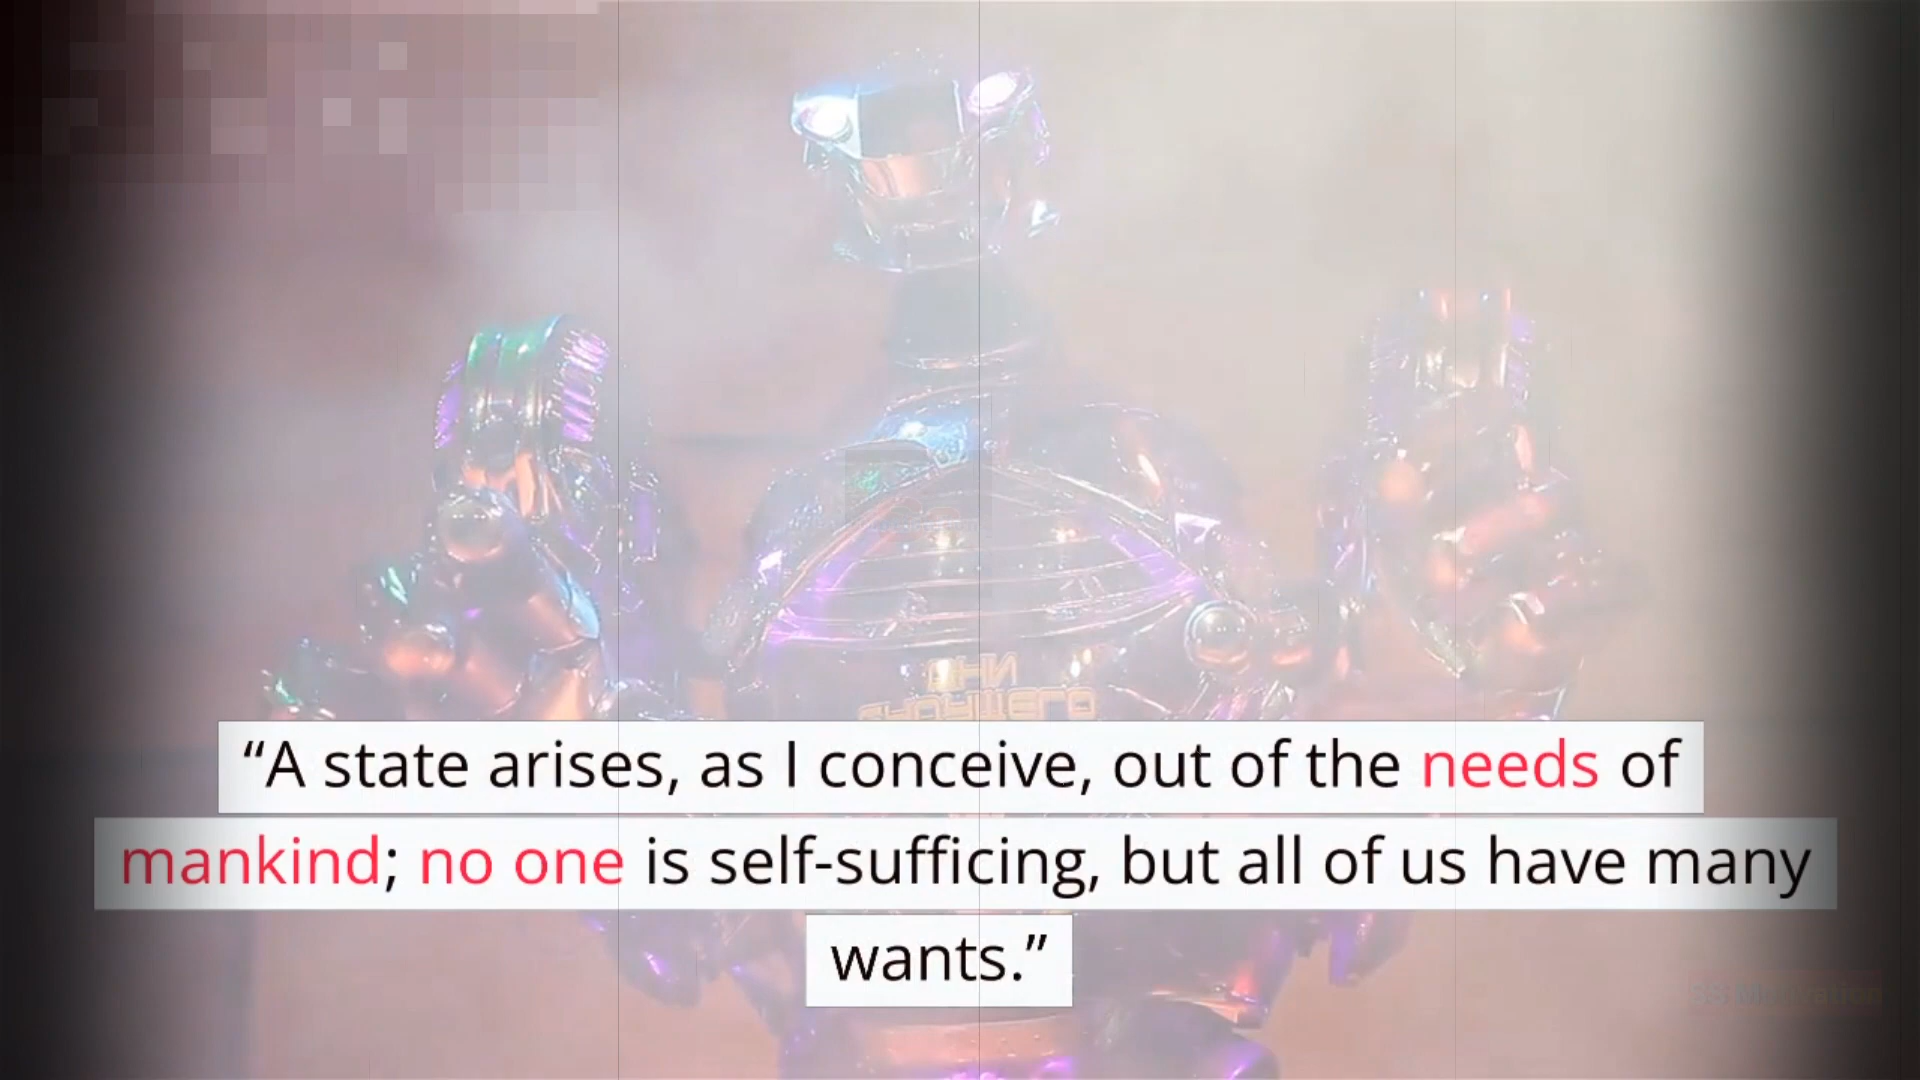 “A state arises, as I conceive, out of the needs of
mankind; no one is self-sufficing, but all of us have many
wants.”